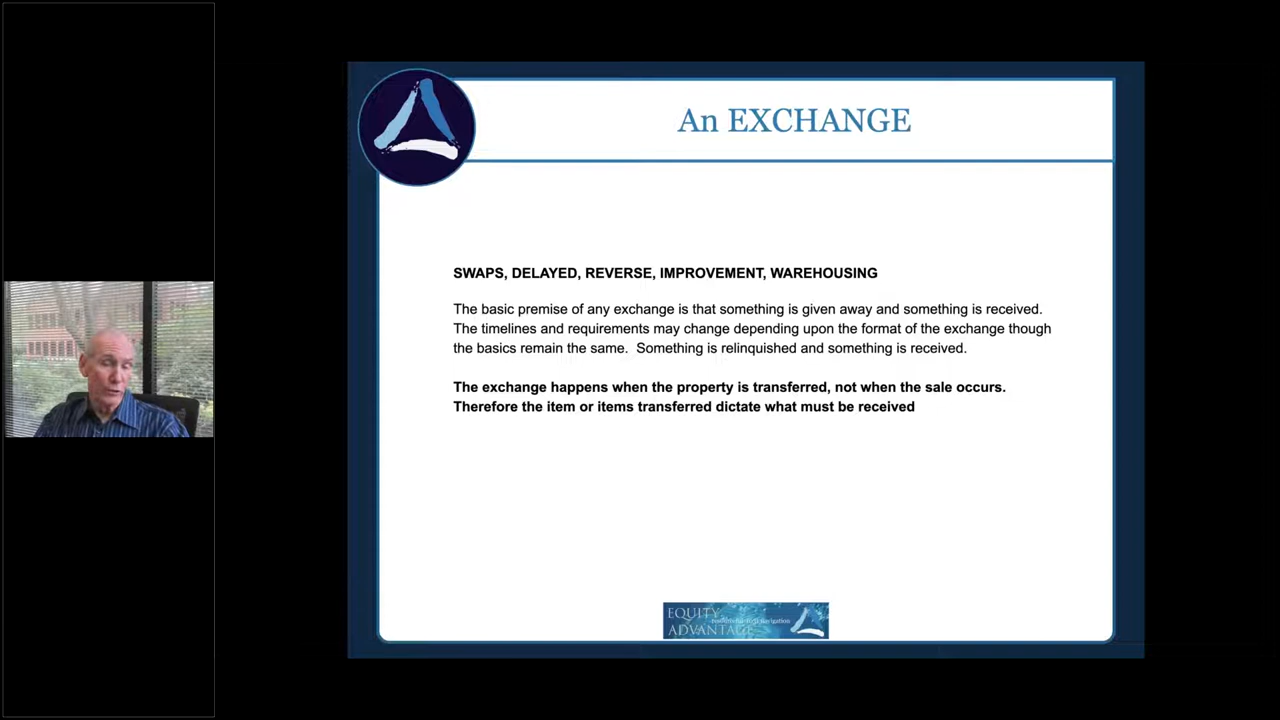 An EXCHANGE
SWAPS, DELAYED, REVERSE, IMPROVEMENT, WAREHOUSING
The basic premise of any exchange is that something is given away and something is received.
The timelines and requirements may change depending upon the format of the exchange though
the basics remain the same.  Something is relinquished and something is received.
The exchange happens when the property is transferred, not when the sale occurs.
Therefore the item or items transferred dictate what must be received
EQUITY
ADVANTAGE